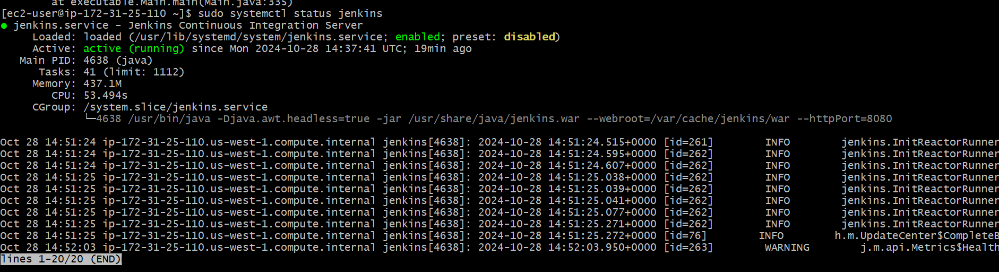 at executable.Main.main(Main.java:335)
[ec2-user@ip-172-31-25-110 ~]$ sudo systemctl status jenkins
● jenkins.service - Jenkins Continuous Integration Server
Loaded: loaded (/usr/lib/systemd/system/jenkins.service; enabled; preset: disabled)
Active: active (running) since Mon 2024-10-28 14:37:41 UTC; 19min ago
Main PID: 4638 (java)
Tasks: 41 (limit: 1112)
Memory: 437.1M
CPU: 53.494s
CGroup: /system.slice/jenkins.service
└─4638 /usr/bin/java -Djava.awt.headless=true -jar /usr/share/java/jenkins.war --webroot=/var/cache/jenkins/war --httpPort=8080
Oct 28 14:51:24 ip-172-31-25-110.us-west-1.compute.internal jenkins[4638]: 2024-10-28 14:51:24.515+0000 [id=261] INFO jenkins.InitReactorRunner
Oct 28 14:51:24 ip-172-31-25-110.us-west-1.compute.internal jenkins[4638]: 2024-10-28 14:51:24.595+0000 [id=262] INFO jenkins.InitReactorRunner
Oct 28 14:51:24 ip-172-31-25-110.us-west-1.compute.internal jenkins[4638]: 2024-10-28 14:51:24.607+0000 [id=262] INFO jenkins.InitReactorRunner
Oct 28 14:51:25 ip-172-31-25-110.us-west-1.compute.internal jenkins[4638]: 2024-10-28 14:51:25.038+0000 [id=262] INFO jenkins.InitReactorRunner
Oct 28 14:51:25 ip-172-31-25-110.us-west-1.compute.internal jenkins[4638]: 2024-10-28 14:51:25.039+0000 [id=262] INFO jenkins.InitReactorRunner
Oct 28 14:51:25 ip-172-31-25-110.us-west-1.compute.internal jenkins[4638]: 2024-10-28 14:51:25.041+0000 [id=262] INFO jenkins.InitReactorRunner
Oct 28 14:51:25 ip-172-31-25-110.us-west-1.compute.internal jenkins[4638]: 2024-10-28 14:51:25.077+0000 [id=262] INFO jenkins.InitReactorRunner
Oct 28 14:51:25 ip-172-31-25-110.us-west-1.compute.internal jenkins[4638]: 2024-10-28 14:51:25.271+0000 [id=262] INFO jenkins.InitReactorRunner
Oct 28 14:51:25 ip-172-31-25-110.us-west-1.compute.internal jenkins[4638]: 2024-10-28 14:51:25.272+0000 [id=76] INFO h.m.UpdateCenter$CompleteB
Oct 28 14:52:03 ip-172-31-25-110.us-west-1.compute.internal jenkins[4638]: 2024-10-28 14:52:03.950+0000 [id=263] WARNING j.m.api.Metrics$Health
lines 1-20/20 (END)